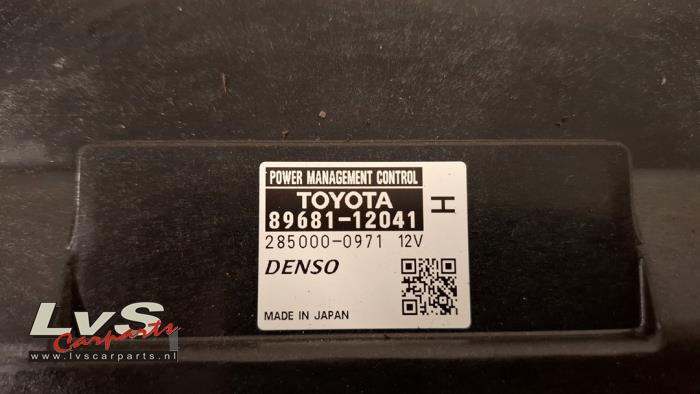 POWER MANAGEMENT CONTROL
TOYOTA
89681-12041
H
285000-0971 12V
DENSO
MADE IN JAPAN
LvS
Carparts
www.lvscarparts.nl